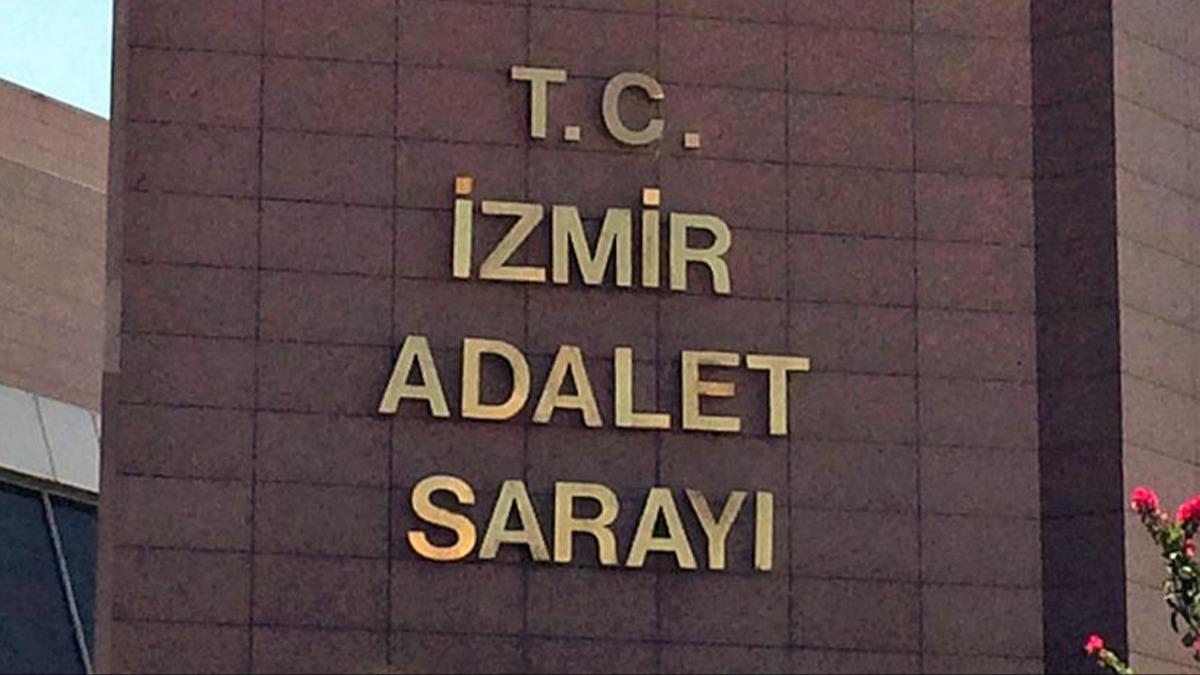 T.C.
İZMİR
ADALET
SARAYI